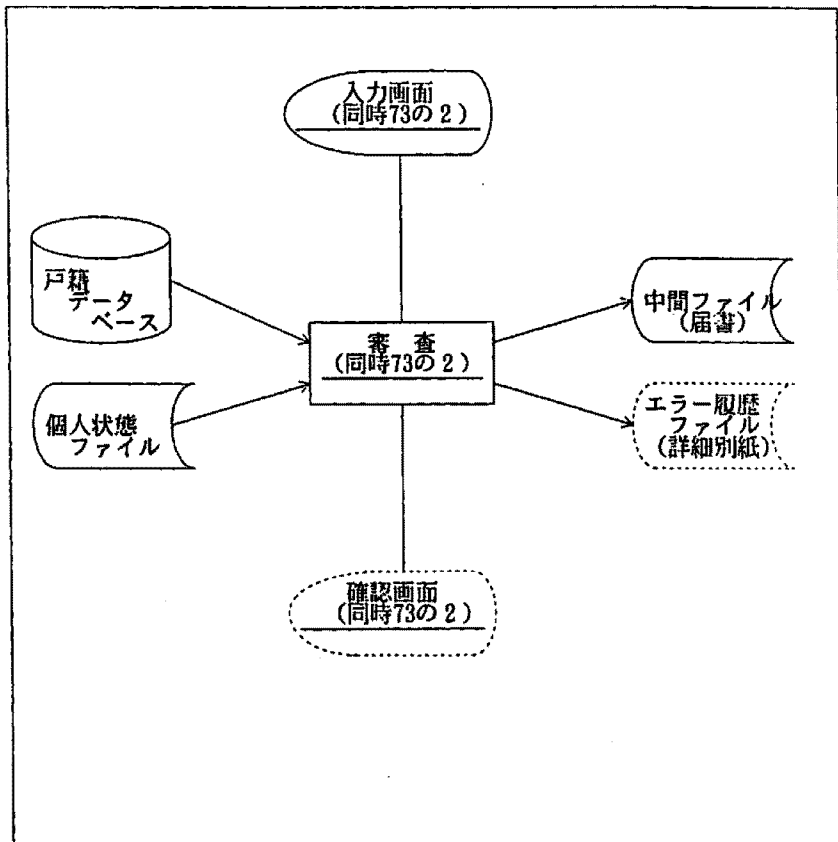 入力画面
(同時73の2)
戸籍
データ
ベース
中間ファイル
(届書)
審 査
(同時73の2)
個人状態
ファイル
エラー履歴
ファイル
(詳細別紙)
確認画面
(同時73の2)